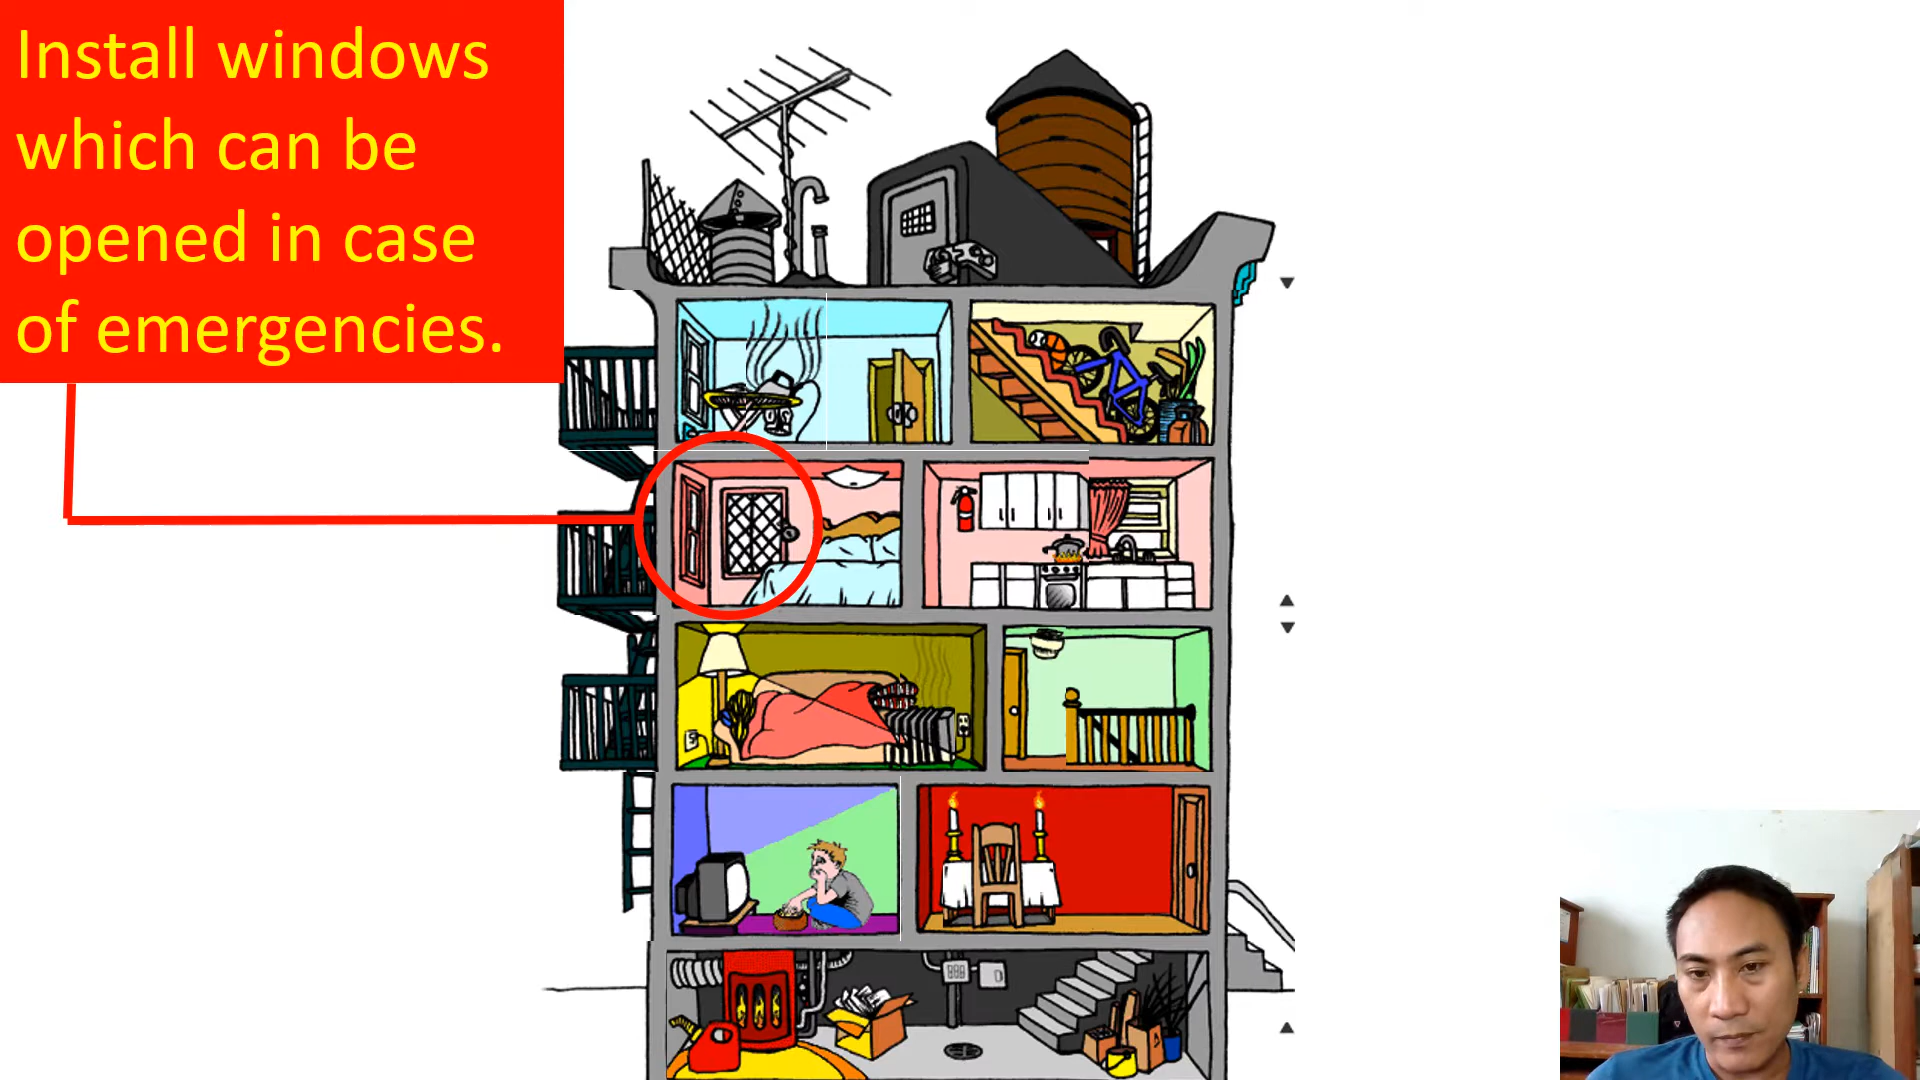 Install windows
which can be
opened in case
of emergencies.